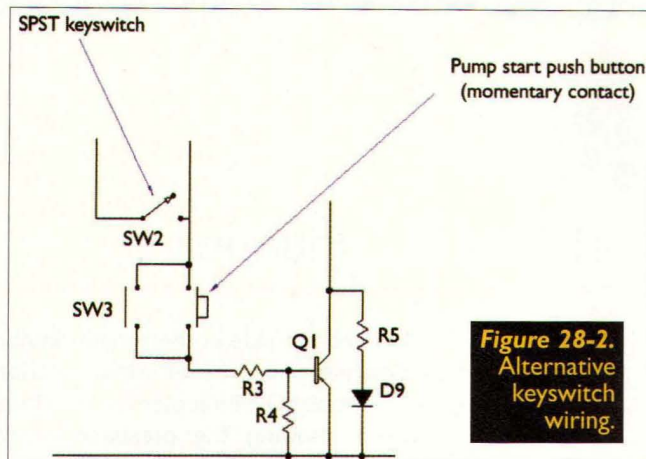 SPST keyswitch
Pump start push button
(momentary contact)
SW2
SW3
Q1
R5
R3
D9
R4
Figure 28-2.
Alternative
keyswitch
wiring.